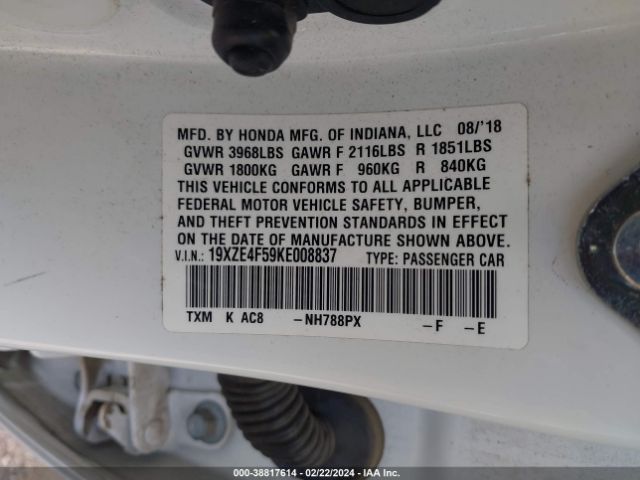 MFD. BY HONDA MFG. OF INDIANA, LLC 08/'18
GVWR 3968LBS GAWR F 2116LBS R 1851LBS
GVWR 1800KG GAWR F 960KG R 840KG
THIS VEHICLE CONFORMS TO ALL APPLICABLE
FEDERAL MOTOR VEHICLE SAFETY, BUMPER,
AND THEFT PREVENTION STANDARDS IN EFFECT
ON THE DATE OF MANUFACTURE SHOWN ABOVE.
V.I.N.: 19XZE4F59KE008837 TYPE: PASSENGER CAR
TXM K AC8 -NH788PX -F -E
000-38817614 - 02/22/2024 - IAA Inc.